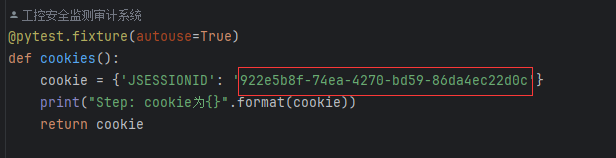 工控安全监测审计系统
@pytest.fixture(autouse=True)
def cookies():
    cookie = {'JSESSIONID': '922e5b8f-74ea-4270-bd59-86da4ec22d0c'}
    print("Step: cookie为{}".format(cookie))
    return cookie